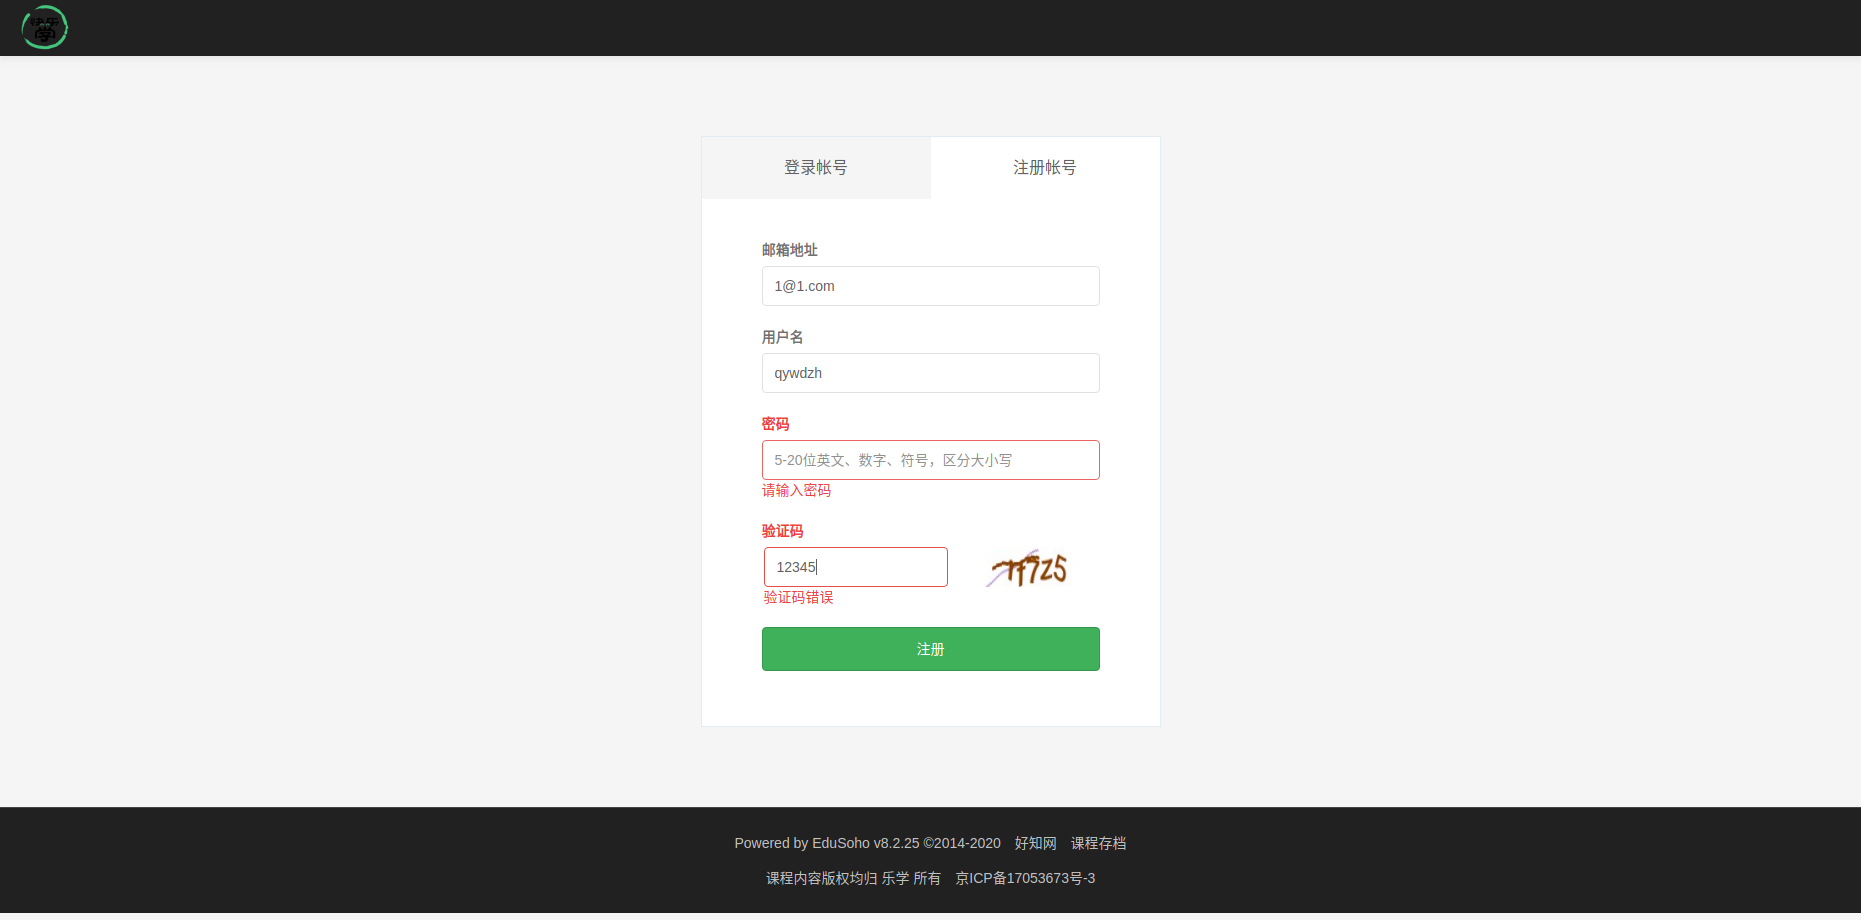 快乐
學
登录帐号 注册帐号
邮箱地址
1@1.com
用户名
qywdzh
密码
5-20位英文、数字、符号，区分大小写
请输入密码
验证码
12345
验证码错误
注册
Powered by EduSoho v8.2.25 ©2014-2020 好知网 课程存档
课程内容版权均归 乐学 所有 京ICP备17053673号-3